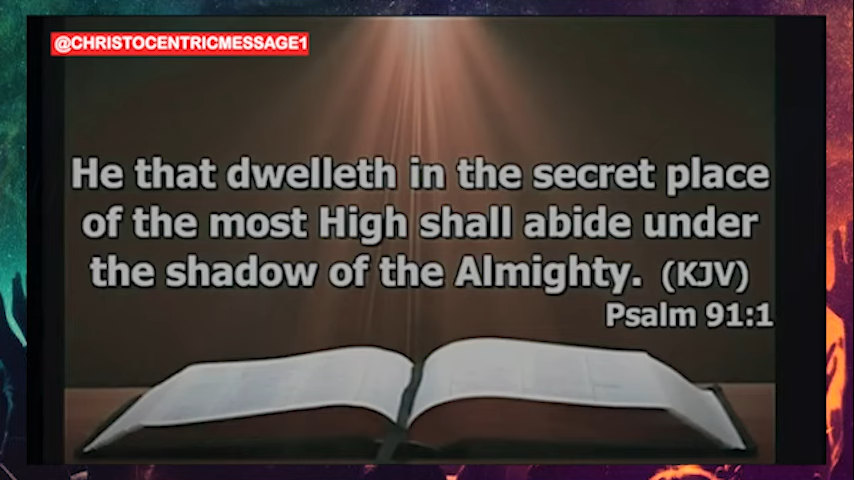 @CHRISTOCENTRICMESSAGE1
He that dwelleth in the secret place
of the most High shall abide under
the shadow of the Almighty. (KJV)
Psalm 91:1